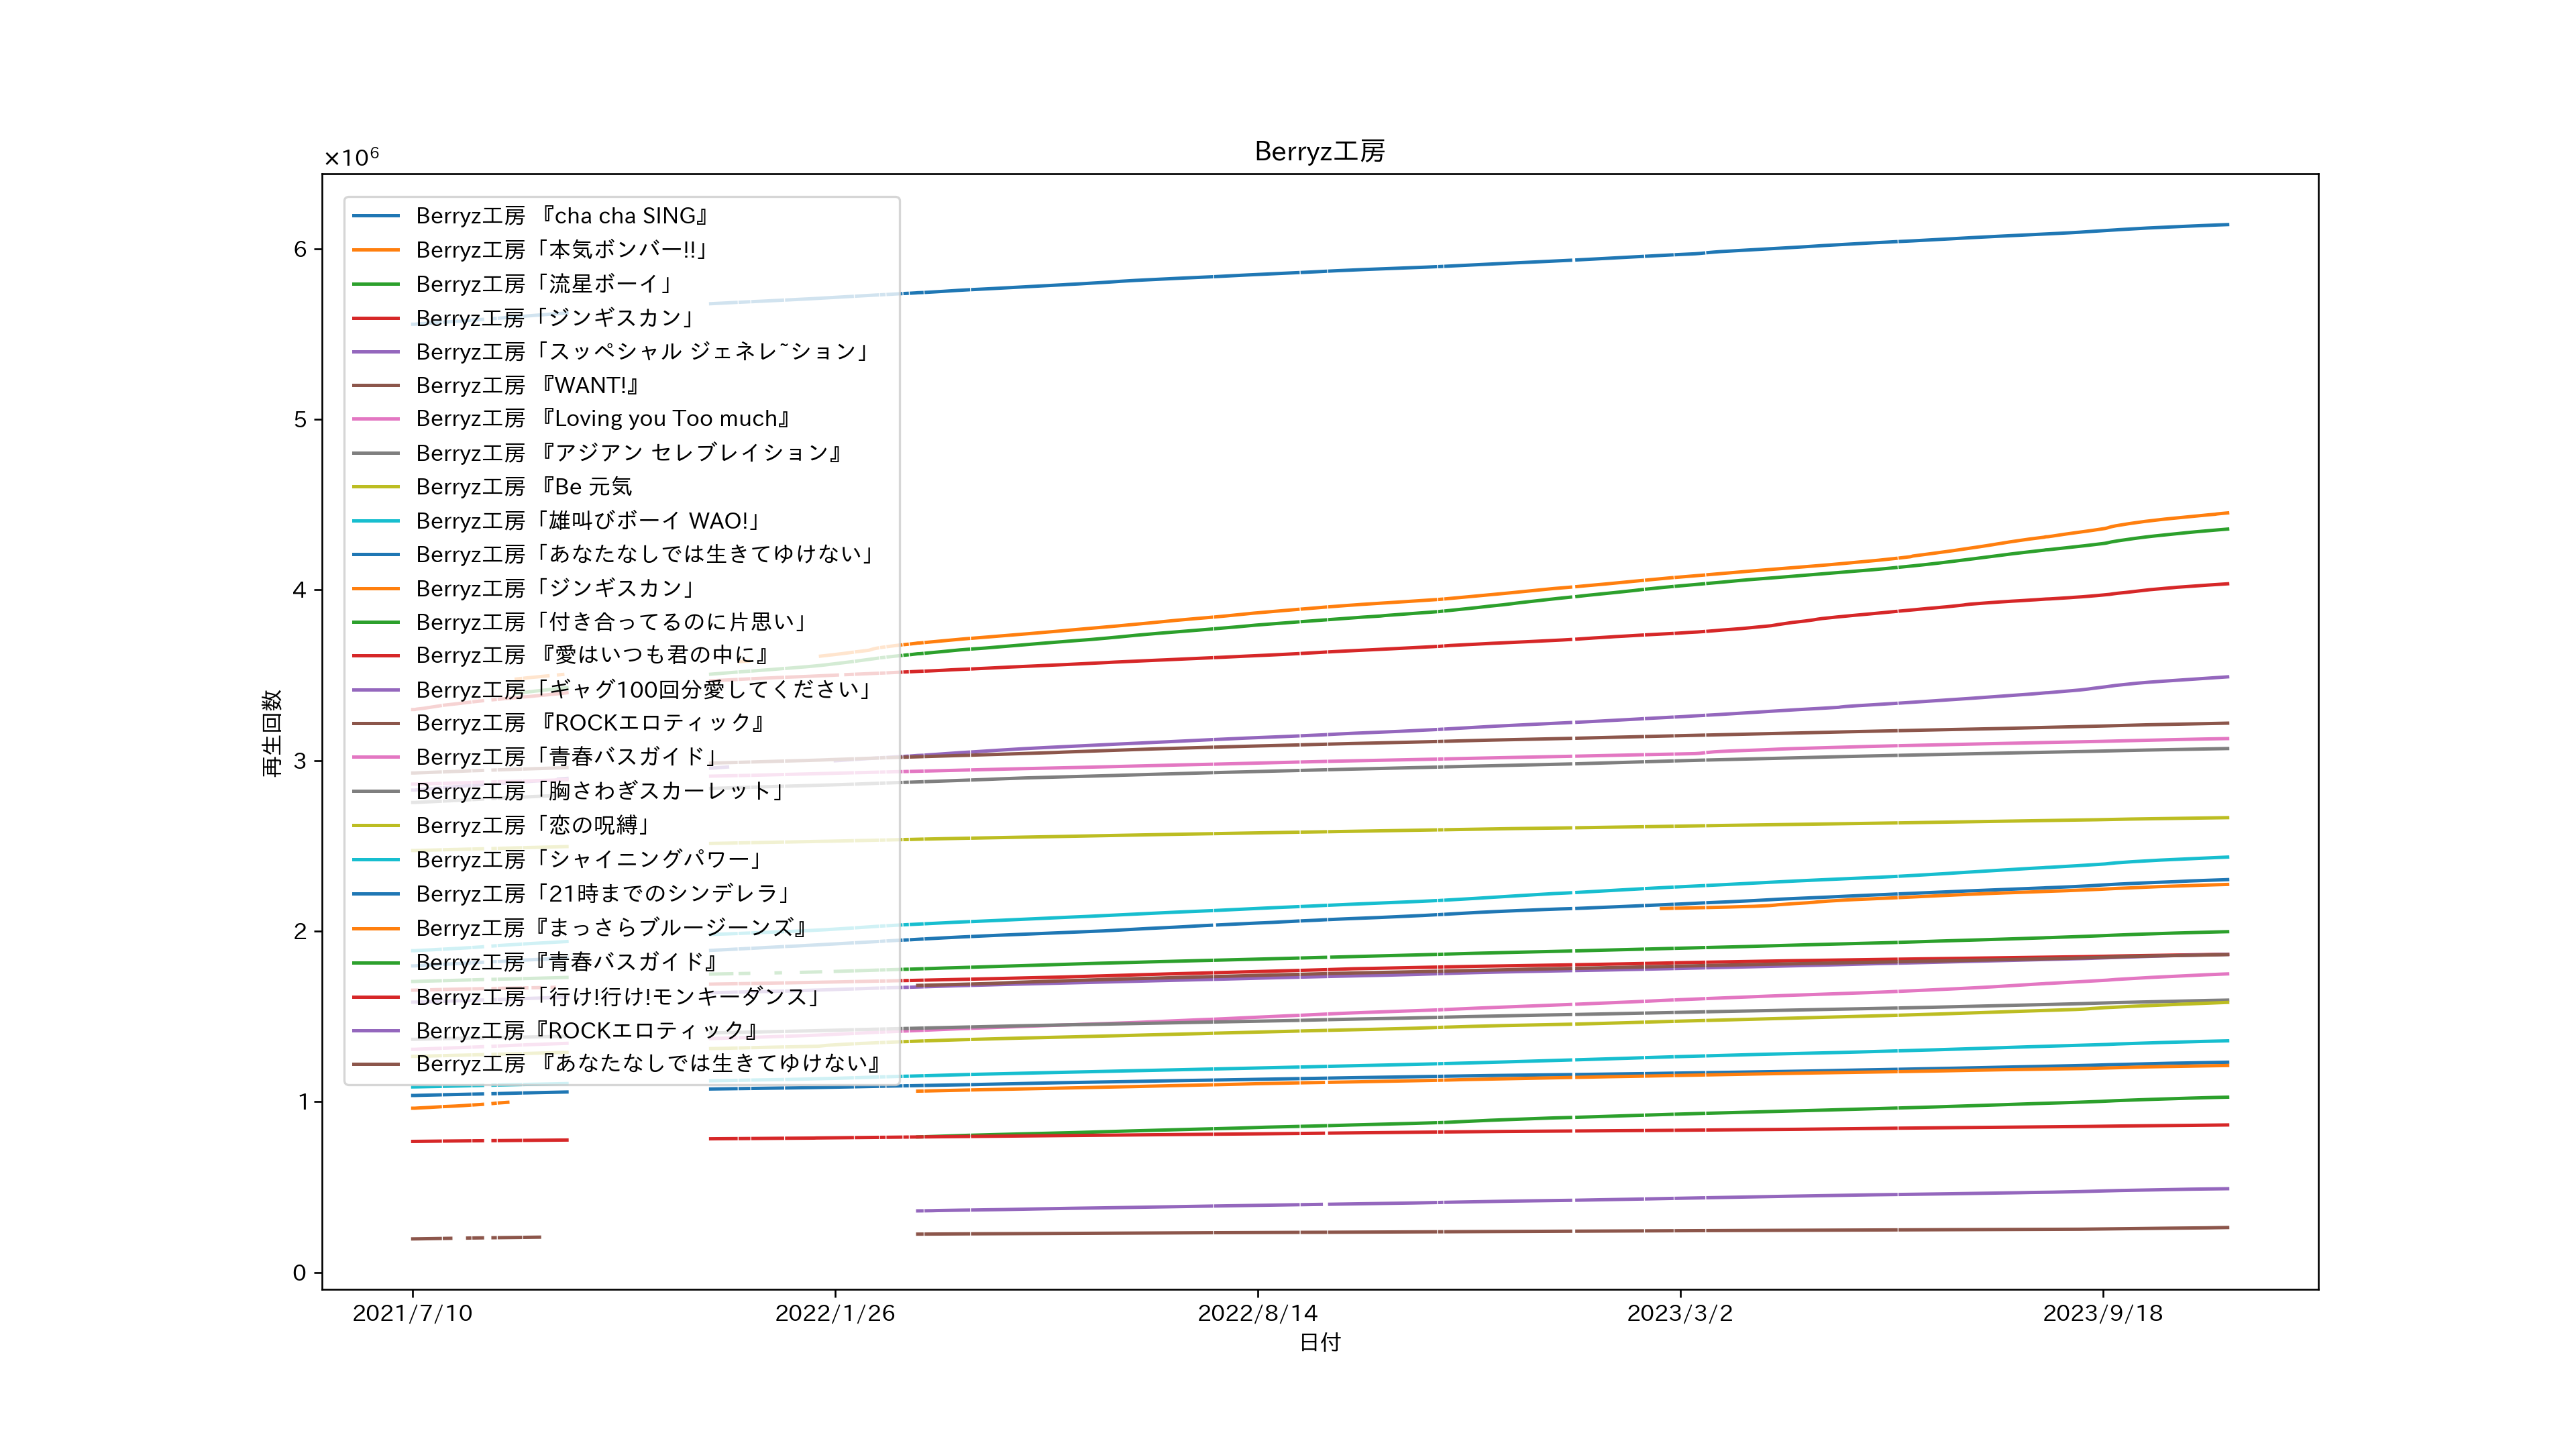 Berryz工房
×10⁶
Berryz工房 『cha cha SING』
Berryz工房「本気ボンバー!!」
Berryz工房「流星ボーイ」
Berryz工房「ジンギスカン」
Berryz工房「スッペシャル ジェネレ~ション」
Berryz工房 『WANT!』
Berryz工房 『Loving you Too much』
Berryz工房 『アジアン セレブレイション』
Berryz工房 『Be 元気
Berryz工房「雄叫びボーイ WAO!」
Berryz工房「あなたなしでは生きてゆけない」
Berryz工房「ジンギスカン」
Berryz工房「付き合ってるのに片思い」
Berryz工房 『愛はいつも君の中に』
Berryz工房「ギャグ100回分愛してください」
Berryz工房 『ROCKエロティック』
Berryz工房「青春バスガイド」
Berryz工房「胸さわぎスカーレット」
Berryz工房「恋の呪縛」
Berryz工房「シャイニングパワー」
Berryz工房「21時までのシンデレラ」
Berryz工房『まっさらブルージーンズ』
Berryz工房『青春バスガイド』
Berryz工房「行け!行け!モンキーダンス」
Berryz工房『ROCKエロティック』
Berryz工房 『あなたなしでは生きてゆけない』
6
5
4
3
2
1
0
再生回数
2021/7/10
2022/1/26
2022/8/14
2023/3/2
2023/9/18
日付